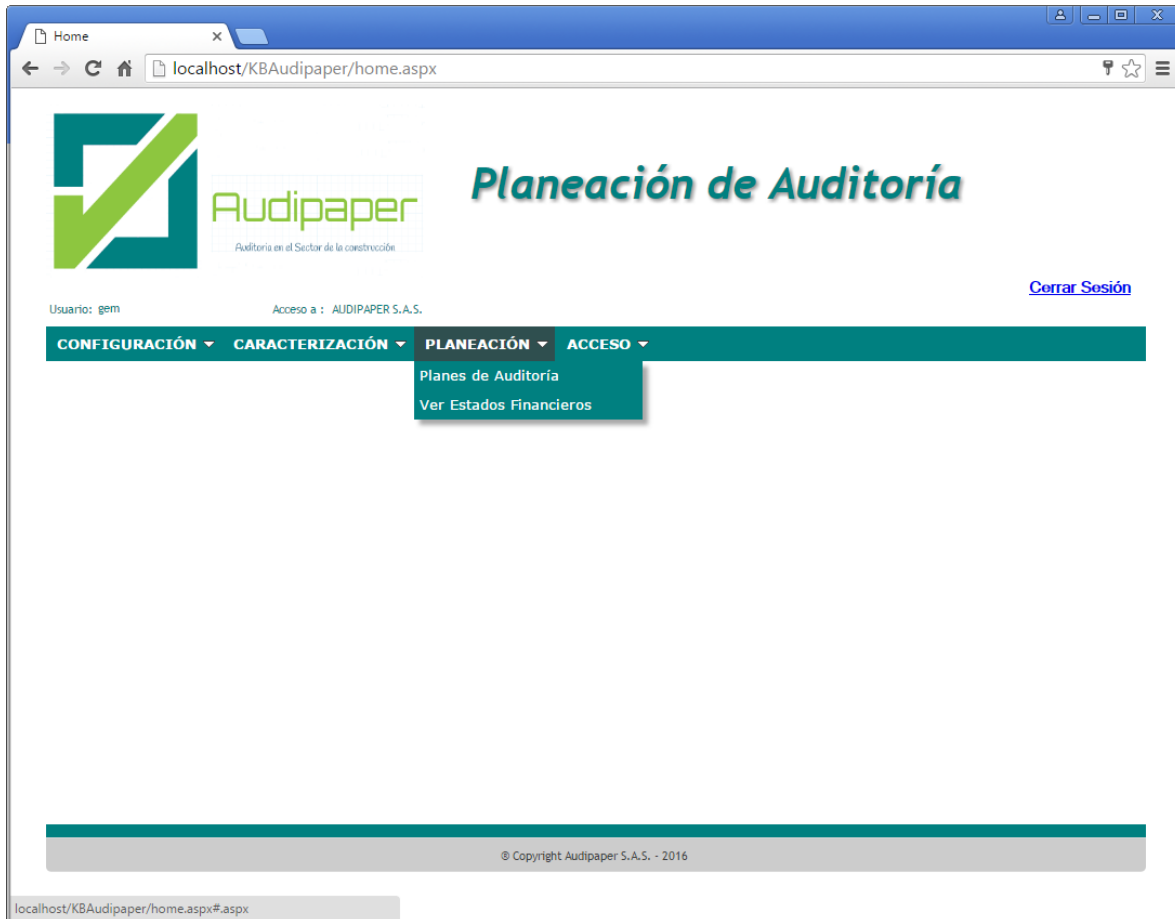 Home
localhost/KBAudipaper/home.aspx
Audipaper
Auditoria en el Sector de la construcción
Planeación de Auditoría
Cerrar Sesión
Usuario: gem Acceso a : AUDIPAPER S.A.S.
CONFIGURACIÓN CARACTERIZACIÓN PLANEACIÓN ACCESO
Planes de Auditoría
Ver Estados Financieros
® Copyright Audipaper S.A.S. - 2016
localhost/KBAudipaper/home.aspx#.aspx